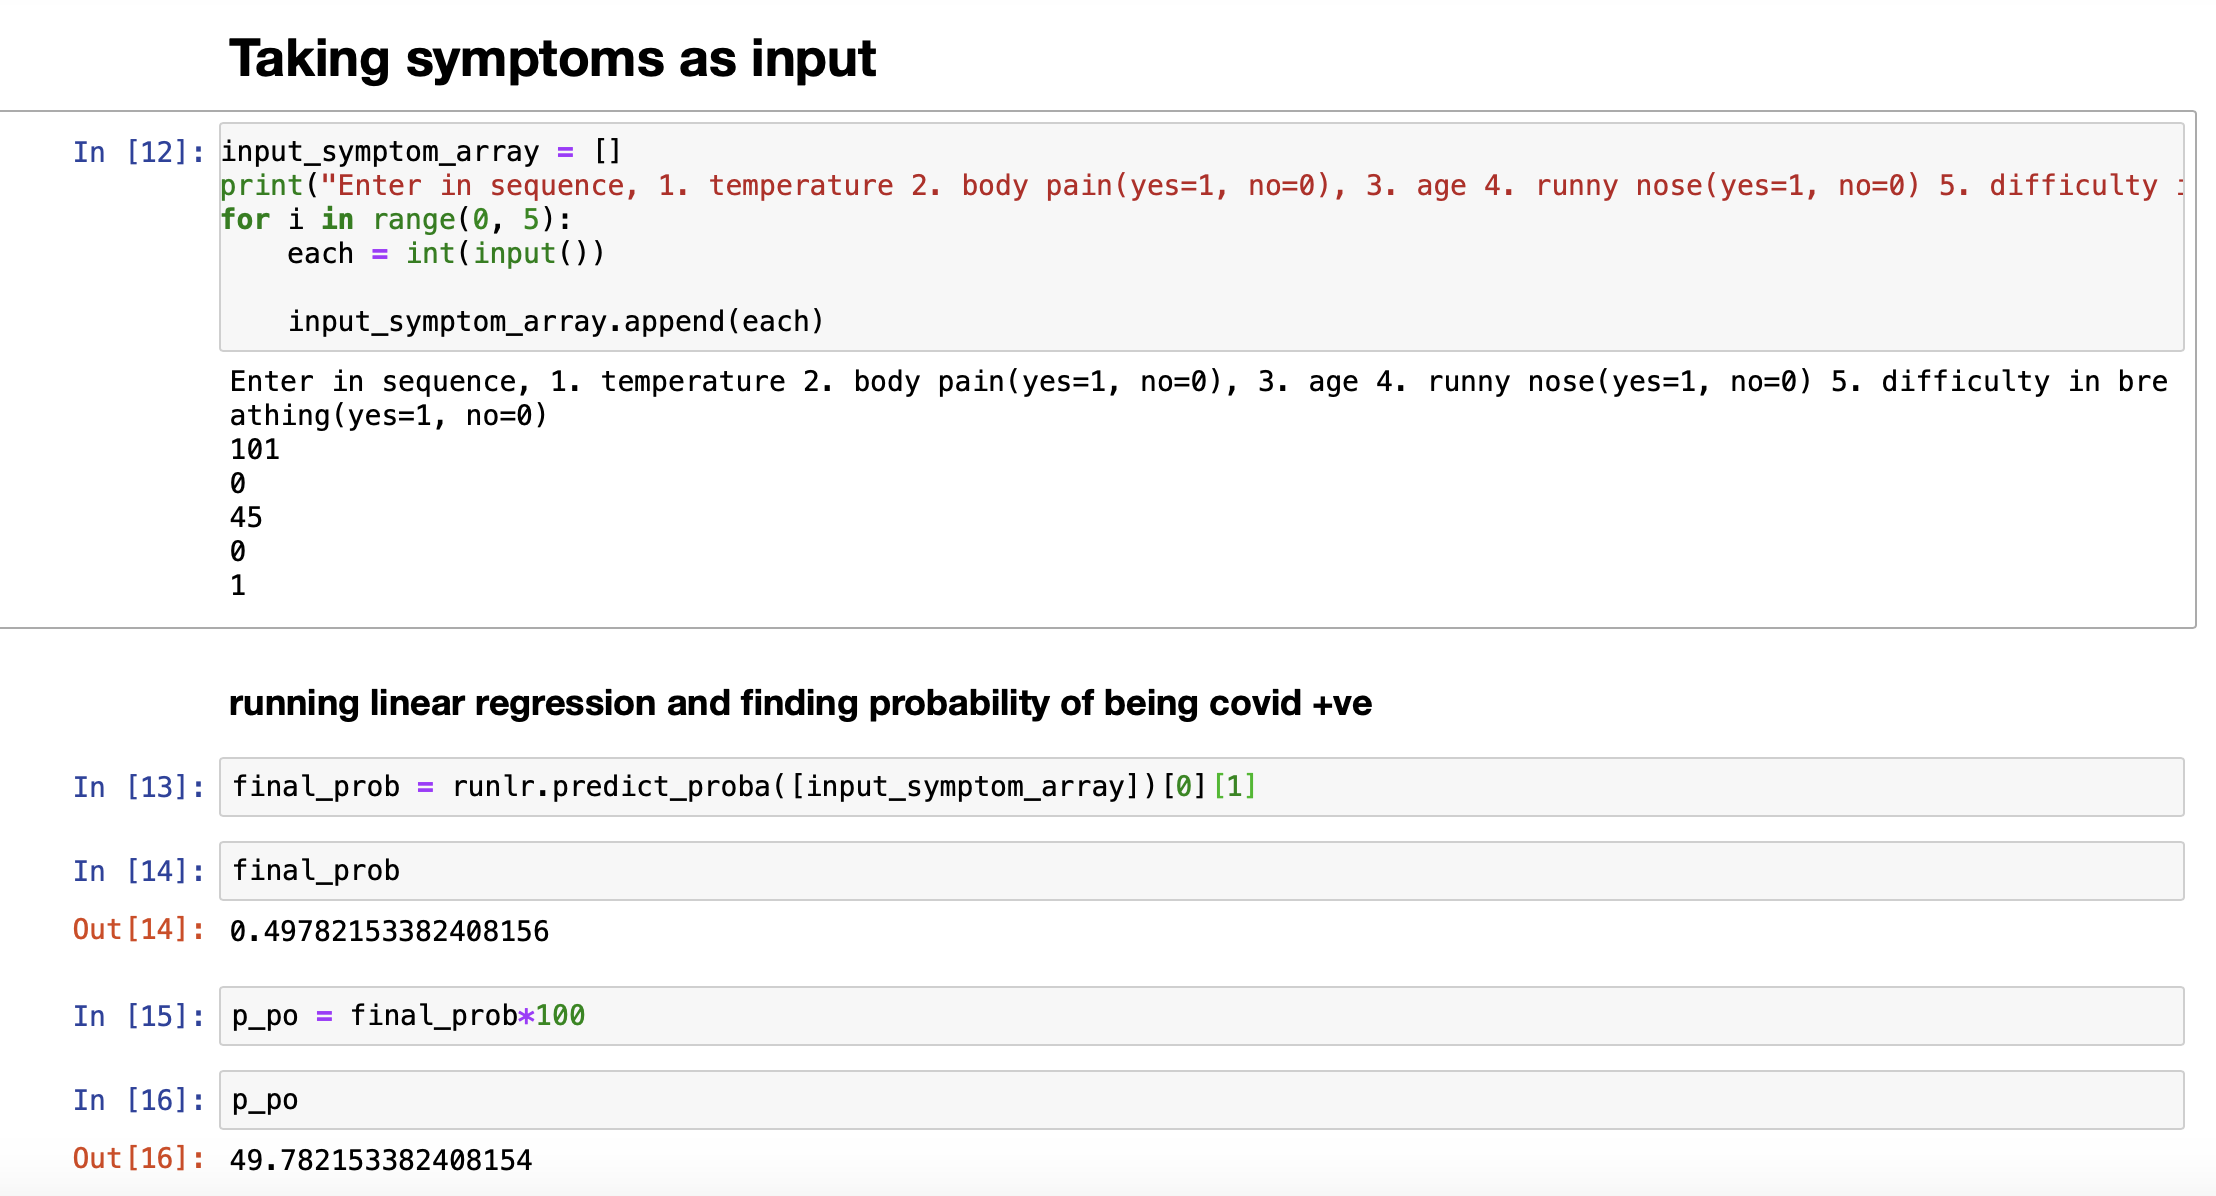 Taking symptoms as input
In [12]: input_symptom_array = []
print("Enter in sequence, 1. temperature 2. body pain(yes=1, no=0), 3. age 4. runny nose(yes=1, no=0) 5. difficulty
for i in range(0, 5):
    each = int(input())
    input_symptom_array.append(each)
Enter in sequence, 1. temperature 2. body pain(yes=1, no=0), 3. age 4. runny nose(yes=1, no=0) 5. difficulty in bre
athing(yes=1, no=0)
101
0
45
0
1
running linear regression and finding probability of being covid +ve
In [13]: final_prob = runlr.predict_proba([input_symptom_array])[0][1]
In [14]: final_prob
Out[14]: 0.49782153382408156
In [15]: p_po = final_prob*100
In [16]: p_po
Out[16]: 49.782153382408154